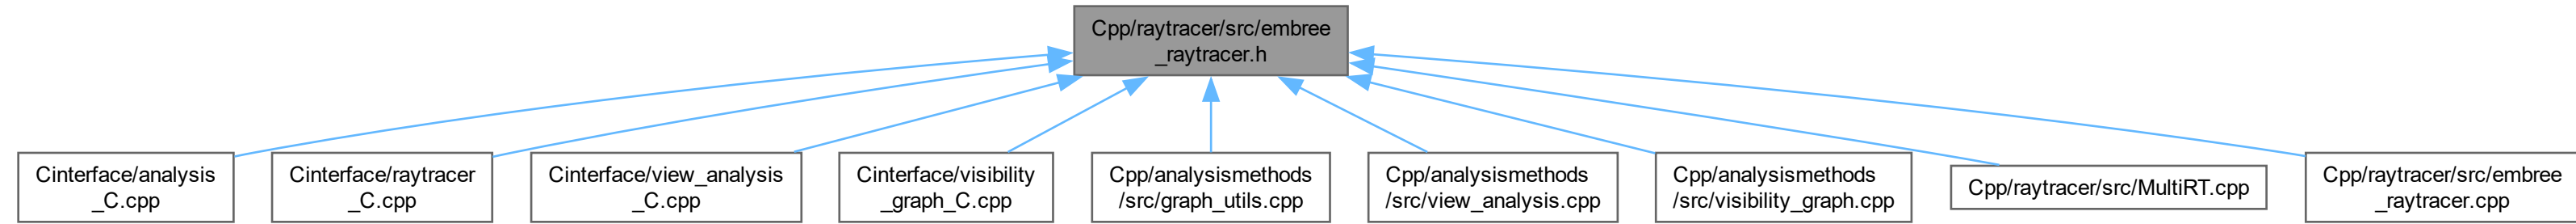 Cpp/raytracer/src/embree
_raytracer.h
Cinterface/analysis
_C.cpp
Cinterface/raytracer
_C.cpp
Cinterface/view_analysis
_C.cpp
Cinterface/visibility
_graph_C.cpp
Cpp/analysismethods
/src/graph_utils.cpp
Cpp/analysismethods
/src/view_analysis.cpp
Cpp/analysismethods
/src/visibility_graph.cpp
Cpp/raytracer/src/MultiRT.cpp
Cpp/raytracer/src/embree
_raytracer.cpp